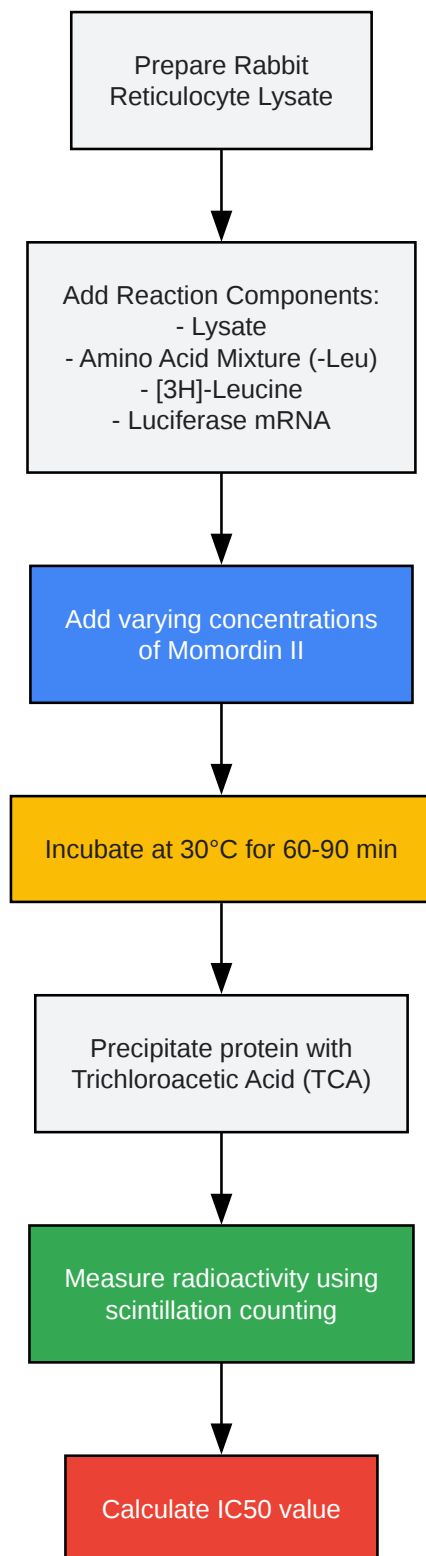 Prepare Rabbit
Reticulocyte Lysate
Add Reaction Components:
- Lysate
- Amino Acid Mixture (-Leu)
- [3H]-Leucine
- Luciferase mRNA
Add varying concentrations
of Momordin II
Incubate at 30°C for 60-90 min
Precipitate protein with
Trichloroacetic Acid (TCA)
Measure radioactivity using
scintillation counting
Calculate IC50 value